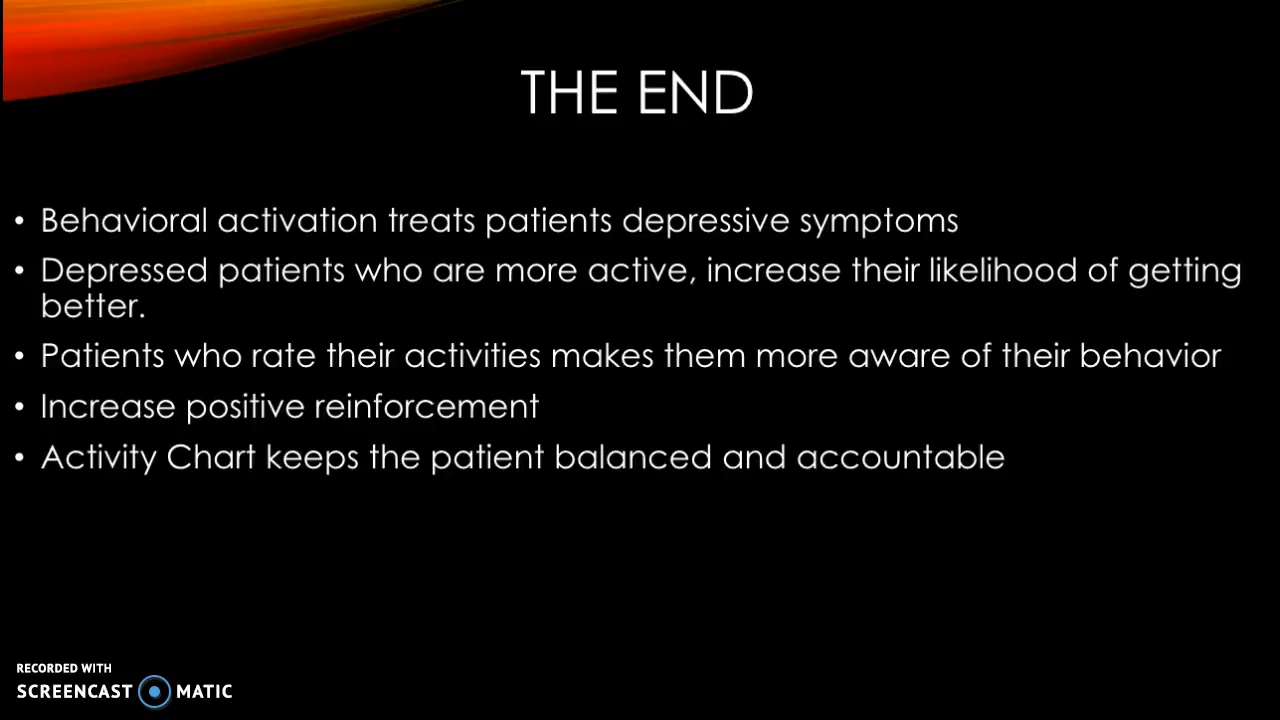 THE END
• Behavioral activation treats patients depressive symptoms
• Depressed patients who are more active, increase their likelihood of getting
better.
• Patients who rate their activities makes them more aware of their behavior
• Increase positive reinforcement
• Activity Chart keeps the patient balanced and accountable
RECORDED WITH
SCREENCAST MATIC